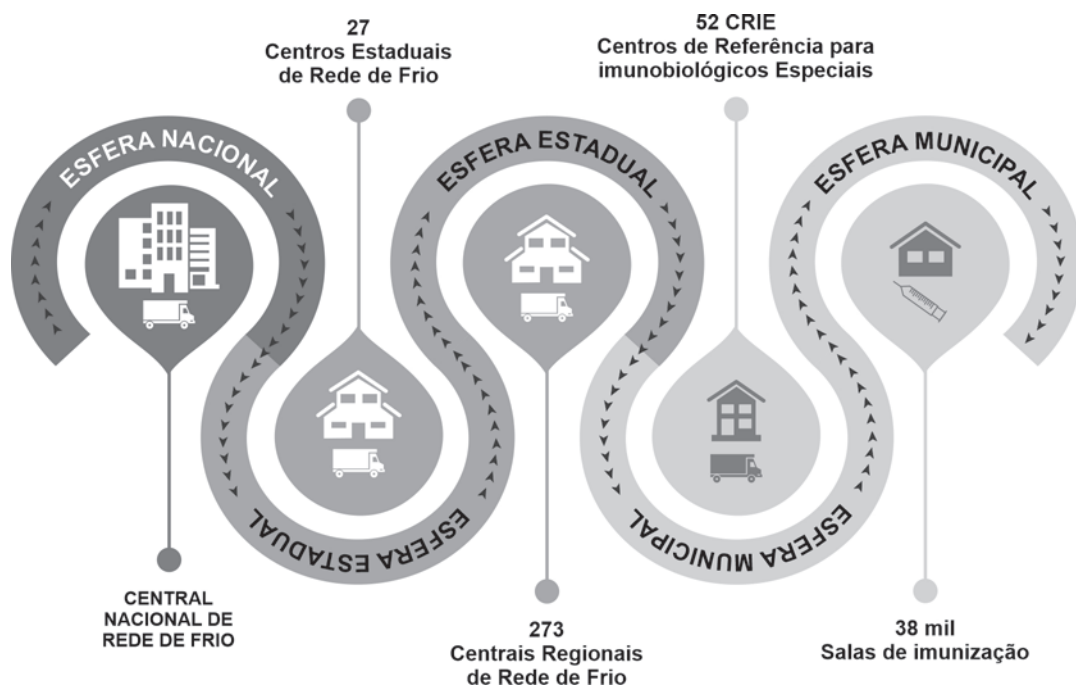 27
Centros Estaduais
de Rede de Frio
52 CRIE
Centros de Referência para
imunobiológicos Especiais
ESFERA NACIONAL
ESFERA ESTADUAL
ESFERA MUNICIPAL
ESFERA ESTADUAL
ESFERA MUNICIPAL
CENTRAL
NACIONAL DE
REDE DE FRIO
273
Centrais Regionais
de Rede de Frio
38 mil
Salas de imunização